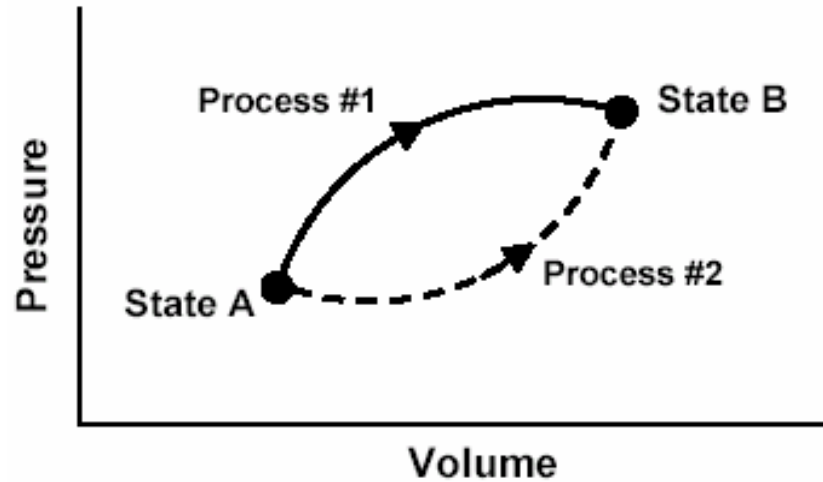 Process #1
State B
Pressure
State A
Process #2
Volume